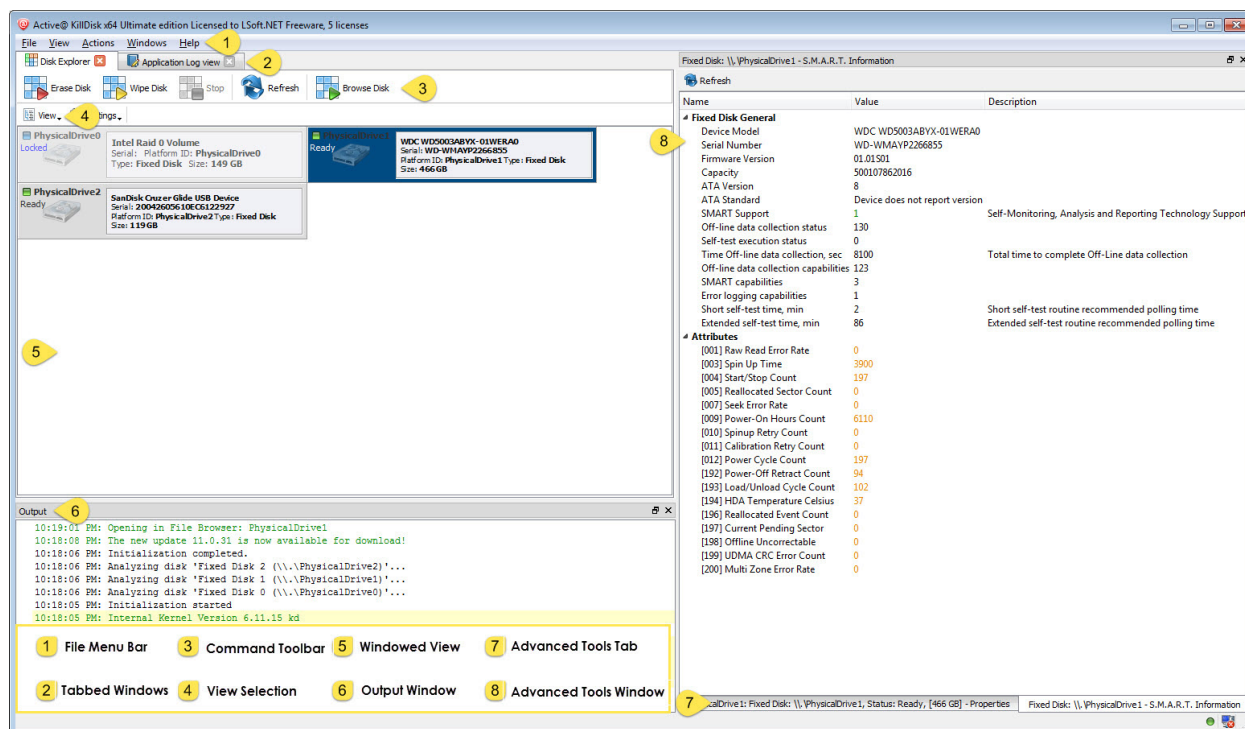 Active@ KillDisk x64 Ultimate edition Licensed to LSoft.NET Freeware, 5 licenses
File View Actions Windows Help
1
Disk Explorer
Application Log view
2
Erase Disk
Wipe Disk
Stop
Refresh
Browse Disk
3
View
4
PhysicalDrive0
Locked
Intel Raid 0 Volume
Serial: Platform ID: PhysicalDrive0
Type: Fixed Disk Size: 149 GB
PhysicalDrive1
Ready
WDC WD5003ABYX-01WERA0
Serial: WD-WMAYP2266855
Platform ID: PhysicalDrive1 Type: Fixed Disk
Size: 466 GB
PhysicalDrive2
Ready
SanDisk Cruzer Glide USB Device
Serial: 20042605610EC6122927
Platform ID: PhysicalDrive2 Type: Fixed Disk
Size: 119 GB
5
Output
6
10:19:01 PM: Opening in File Browser: PhysicalDrive1
10:18:08 PM: The new update 11.0.31 is now available for download!
10:18:06 PM: Initialization completed.
10:18:06 PM: Analyzing disk 'Fixed Disk 2 (\\.\PhysicalDrive2)'...
10:18:06 PM: Analyzing disk 'Fixed Disk 1 (\\.\PhysicalDrive1)'...
10:18:06 PM: Analyzing disk 'Fixed Disk 0 (\\.\PhysicalDrive0)'...
10:18:05 PM: Initialization started
10:18:05 PM: Internal Kernel Version 6.11.15 kd
1 File Menu Bar
3 Command Toolbar
5 Windowed View
7 Advanced Tools Tab
2 Tabbed Windows
4 View Selection
6 Output Window
8 Advanced Tools Window
Fixed Disk: \\.\PhysicalDrive1 - S.M.A.R.T. Information
Refresh
Name Value Description
Fixed Disk General
Device Model WDC WD5003ABYX-01WERA0
8
Serial Number WD-WMAYP2266855
Firmware Version 01.01S01
Capacity 500107862016
ATA Version 8
ATA Standard Device does not report version
SMART Support 1 Self-Monitoring, Analysis and Reporting Technology Support
Off-line data collection status 130
Self-test execution status 0
Time Off-line data collection, sec 8100 Total time to complete Off-Line data collection
Off-line data collection capabilities 123
SMART capabilities 3
Error logging capabilities 1
Short self-test time, min 2 Short self-test routine recommended polling time
Extended self-test time, min 86 Extended self-test routine recommended polling time
Attributes
[001] Raw Read Error Rate 0
[003] Spin Up Time 3900
[004] Start/Stop Count 197
[005] Reallocated Sector Count 0
[007] Seek Error Rate 0
[009] Power-On Hours Count 6110
[010] Spinup Retry Count 0
[011] Calibration Retry Count 0
[012] Power Cycle Count 197
[192] Power-Off Retract Count 94
[193] Load/Unload Cycle Count 102
[194] HDA Temperature Celsius 37
[196] Reallocated Event Count 0
[197] Current Pending Sector 0
[198] Offline Uncorrectable 0
[199] UDMA CRC Error Count 0
[200] Multi Zone Error Rate 0
7
Fixed Disk: \\.\PhysicalDrive1, Status: Ready, [466 GB] - Properties
Fixed Disk: \\.\PhysicalDrive1 - S.M.A.R.T. Information